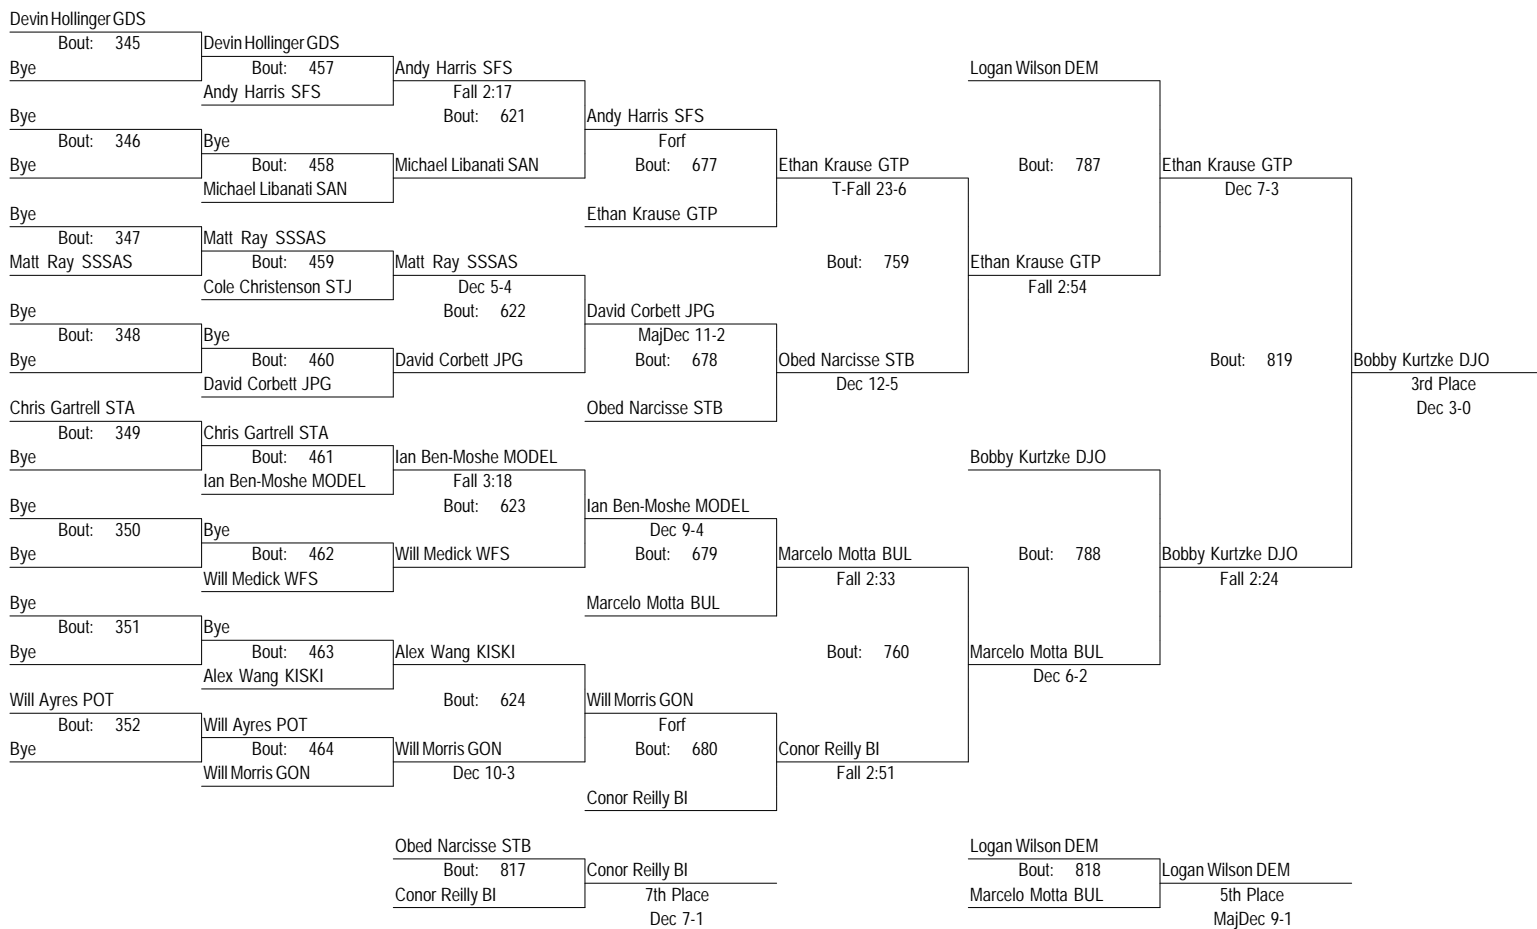 Devin Hollinger GDS
Bout: 345
Bye
Bye
Bout: 346
Bye
Bye
Bout: 347
Matt Ray SSSAS
Bye
Bout: 348
Bye
Chris Gartrell STA
Bout: 349
Bye
Bye
Bout: 350
Bye
Bye
Bout: 351
Bye
Will Ayres POT
Bout: 352
Bye
Devin Hollinger GDS
Bout: 457
Andy Harris SFS
Bye
Bout: 458
Michael Libanati SAN
Matt Ray SSSAS
Bout: 459
Cole Christenson STJ
Bye
Bout: 460
David Corbett JPG
Chris Gartrell STA
Bout: 461
Ian Ben-Moshe MODEL
Bye
Bout: 462
Will Medick WFS
Bye
Bout: 463
Alex Wang KISKI
Will Ayres POT
Bout: 464
Will Morris GON
Andy Harris SFS
Fall 2:17
Bout: 621
Michael Libanati SAN
Matt Ray SSSAS
Dec 5-4
Bout: 622
David Corbett JPG
Ian Ben-Moshe MODEL
Fall 3:18
Bout: 623
Will Medick WFS
Alex Wang KISKI
Bout: 624
Will Morris GON
Dec 10-3
Andy Harris SFS
Forf
Bout: 677
Ethan Krause GTP
David Corbett JPG
MajDec 11-2
Bout: 678
Obed Narcisse STB
Ian Ben-Moshe MODEL
Dec 9-4
Bout: 679
Marcelo Motta BUL
Will Morris GON
Forf
Bout: 680
Conor Reilly BI
Ethan Krause GTP
T-Fall 23-6
Bout: 759
Obed Narcisse STB
Dec 12-5
Marcelo Motta BUL
Fall 2:33
Bout: 760
Conor Reilly BI
Fall 2:51
Logan Wilson DEM
Bout: 787
Ethan Krause GTP
Fall 2:54
Bobby Kurtzke DJO
Bout: 788
Marcelo Motta BUL
Dec 6-2
Ethan Krause GTP
Dec 7-3
Bout: 819
Bobby Kurtzke DJO
Fall 2:24
Bobby Kurtzke DJO
3rd Place
Dec 3-0
Obed Narcisse STB
Bout: 817
Conor Reilly BI
Conor Reilly BI
7th Place
Dec 7-1
Logan Wilson DEM
Bout: 818
Marcelo Motta BUL
Logan Wilson DEM
5th Place
MajDec 9-1